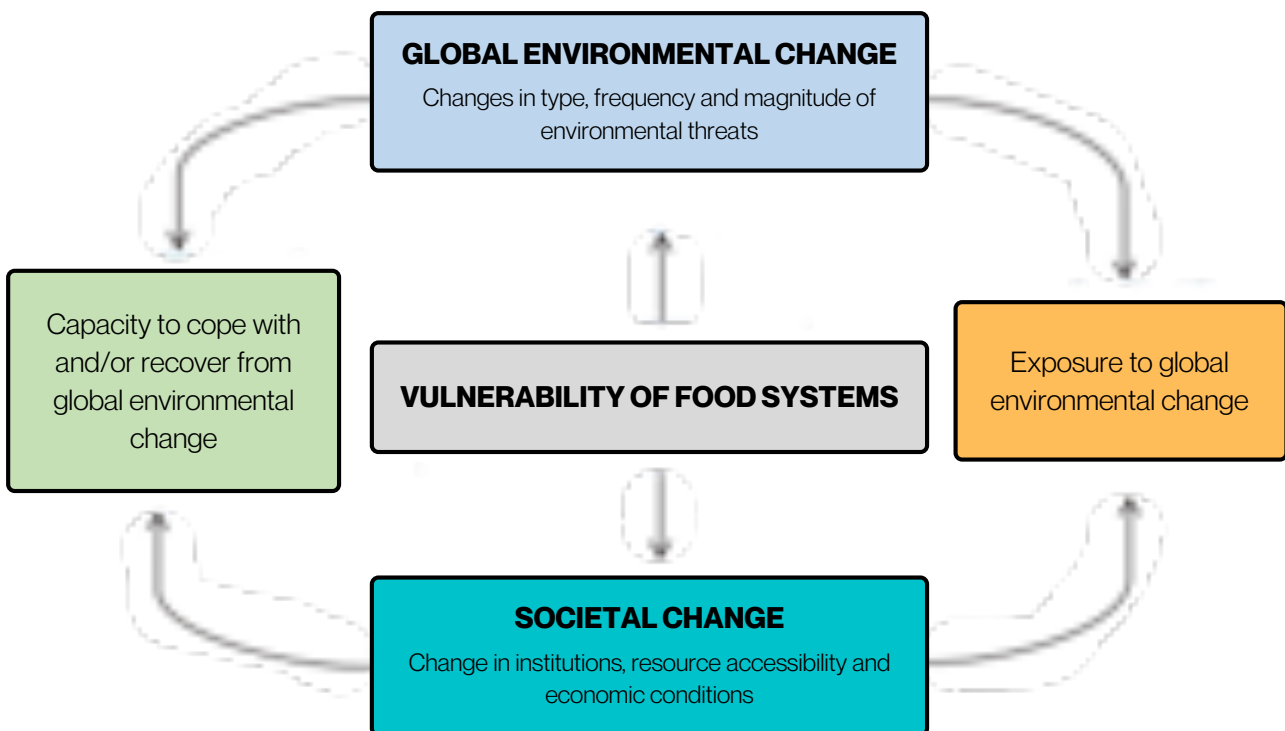 GLOBAL ENVIRONMENTAL CHANGE
Changes in type, frequency and magnitude of
environmental threats
Capacity to cope with
and/or recover from
global environmental
change
VULNERABILITY OF FOOD SYSTEMS
Exposure to global
environmental change
SOCIETAL CHANGE
Change in institutions, resource accessibility and
economic conditions